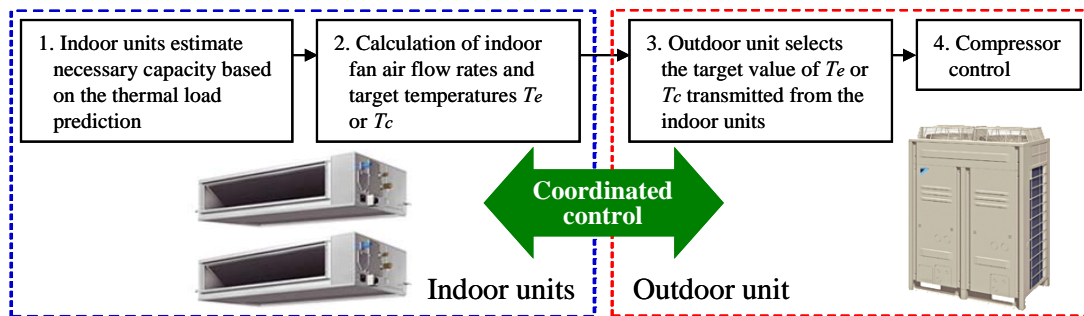 1. Indoor units estimate
necessary capacity based
on the thermal load
prediction
2. Calculation of indoor
fan air flow rates and
target temperatures Te
or Tc
3. Outdoor unit selects
the target value of Te or
Tc transmitted from the
indoor units
4. Compressor
control
Coordinated
control
Indoor units
Outdoor unit